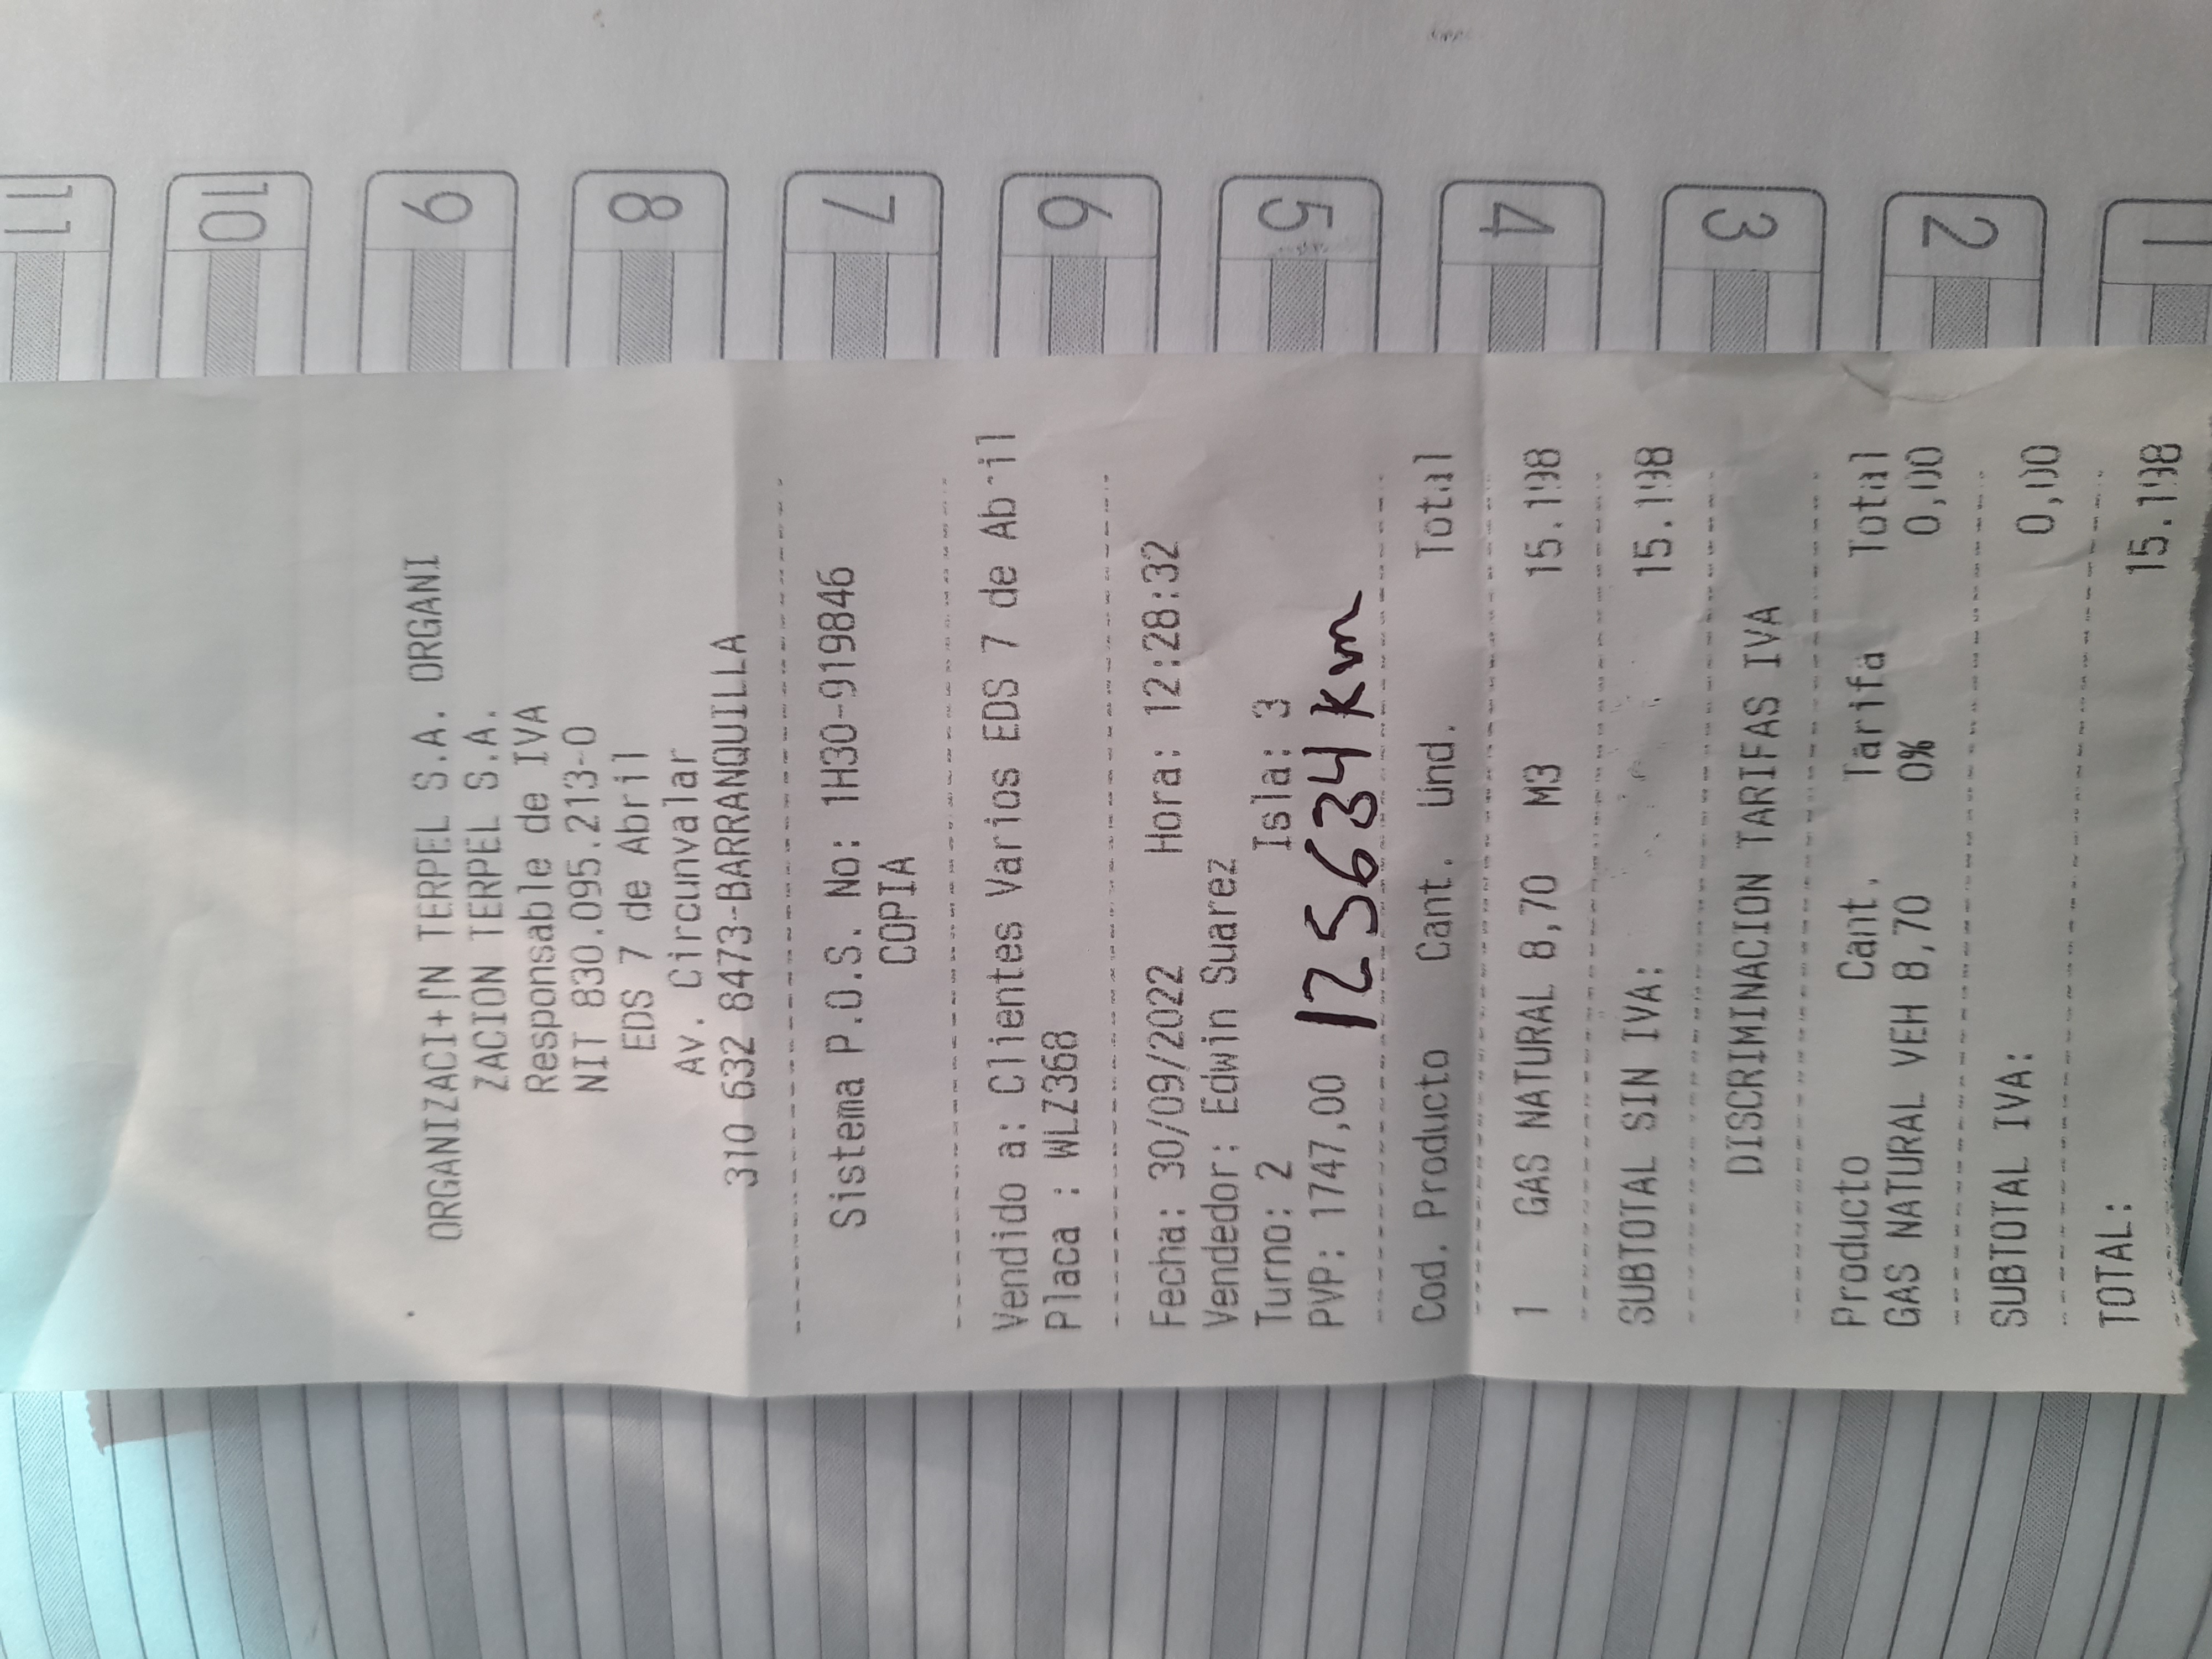 ORGANIZACI+ΓN TERPEL S.A. ORGANI
ZACION TERPEL S.A.
Responsable de IVA
NIT 830.095.213-0
EDS 7 de Abril
AV. Circunvalar
310 632 8473-BARRANQUILLA
Sistema P.O.S. No: 1H30-919846
COPIA
Vendido a: Clientes Varios EDS 7 de Abril
Placa : WLZ368
Fecha: 30/09/2022 Hora: 12:28:32
Vendedor: Edwin Suarez
Turno: 2 Isla: 3
PVP: 1747,00 125634 km
Cod. Producto Cant. Und. Total
1 GAS NATURAL 8,70 M3 15.198
SUBTOTAL SIN IVA: 15.198
DISCRIMINACION TARIFAS IVA
Producto Cant. Tarifa Total
GAS NATURAL VEH 8,70 0% 0,00
SUBTOTAL IVA: 0,00
TOTAL: 15.198
11 10 9 8 7 6 5 4 3 2 1